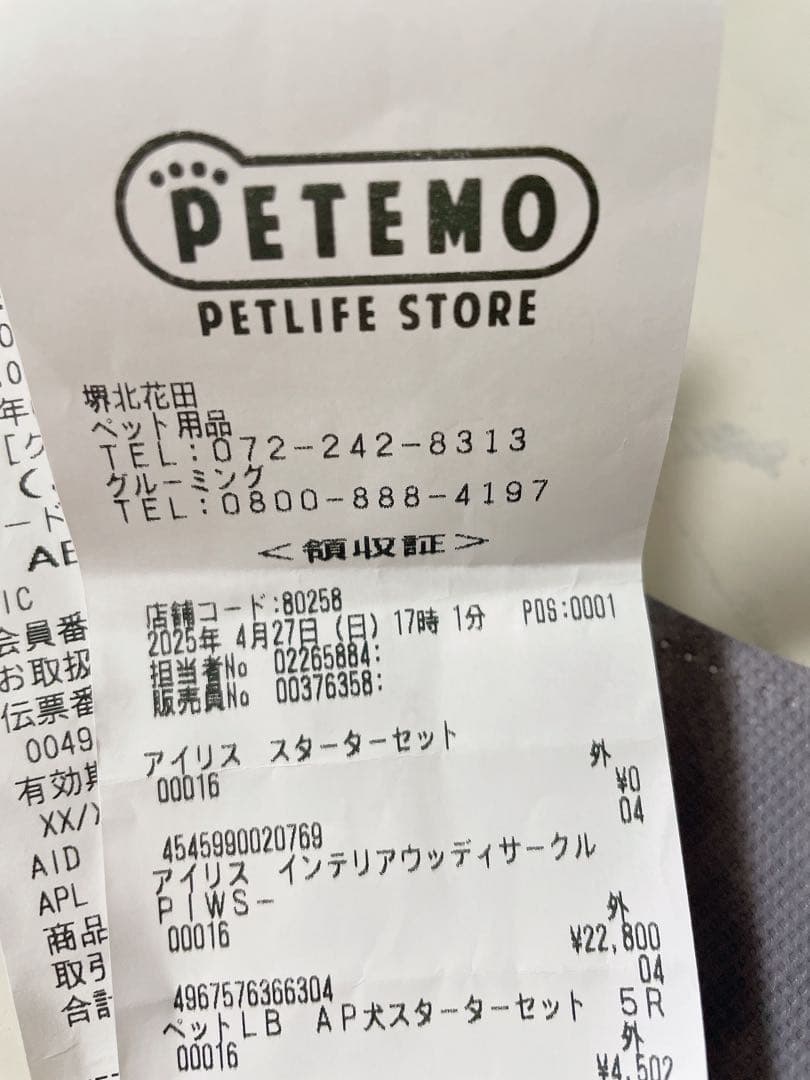 PETEMO
PETLIFE STORE
堺北花田
ペット用品
TEL:072-242-8313
グルーミング
TEL:0800-888-4197
<領収証>
店舗コード:80258
2025年 4月27日(日) 17時 1分 POS:0001
担当者No 02265884:
販売員No 00376358:
アイリス スターターセット
外
00016 ¥0
04
4545990020769
アイリス インテリアウッディサークル
PIWS-
外
00016 ¥22,800
04
4967576366304
ペットLB AP犬スターターセット 5R
外
00016 ¥4,502
IC
会員番
お取扱
伝票番
0049
有効期
XX/
AID
APL
商品
取引
合計